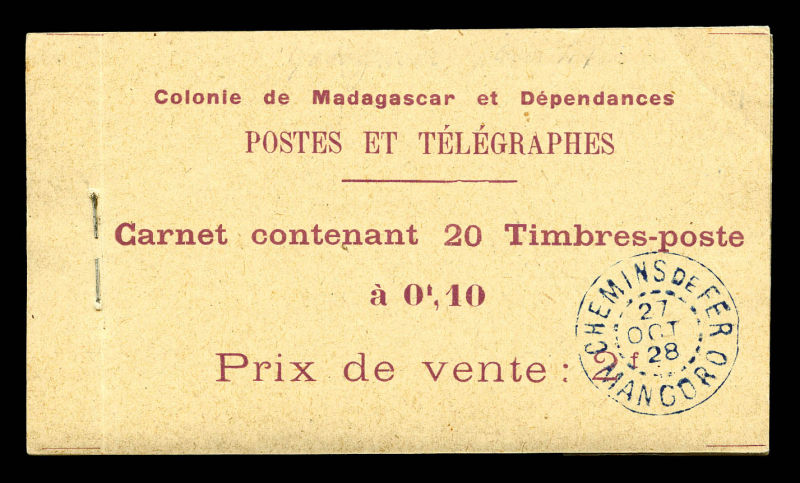 Colonie de Madagascar et Dépendances
POSTES ET TÉLÉGRAPHES
Carnet contenant 20 Timbres-poste
à 0f,10
Prix de vente : 2f
CHEMINS DE FER
27
OCT
28
MANGORO